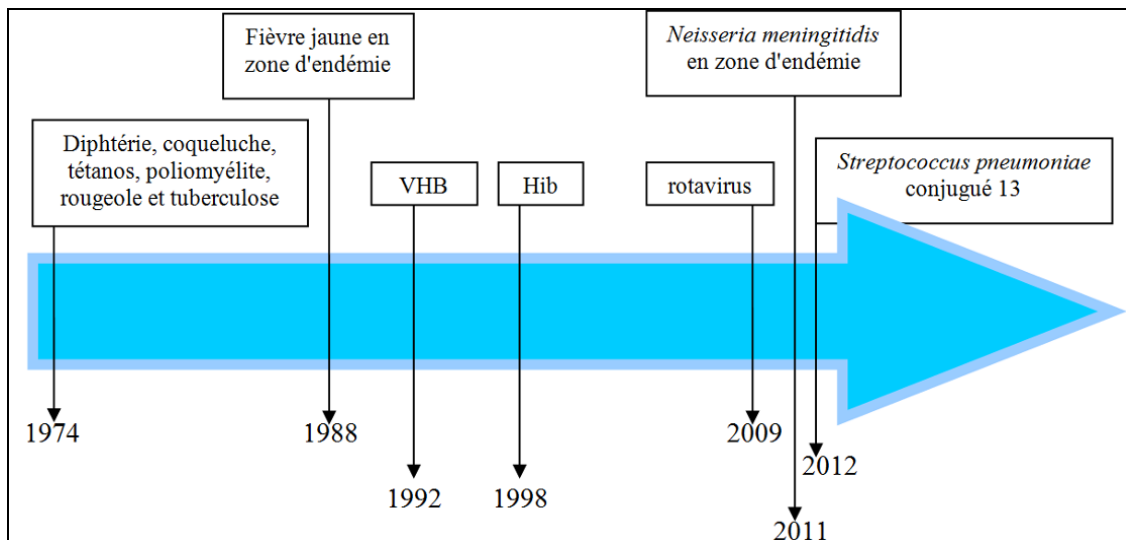 Fièvre jaune en
zone d'endémie
Neisseria meningitidis
en zone d'endémie
Diphtérie, coqueluche,
tétanos, poliomyélite,
rougeole et tuberculose
VHB
Hib
rotavirus
Streptococcus pneumoniae
conjugué 13
1974
1988
1992
1998
2009
2011
2012